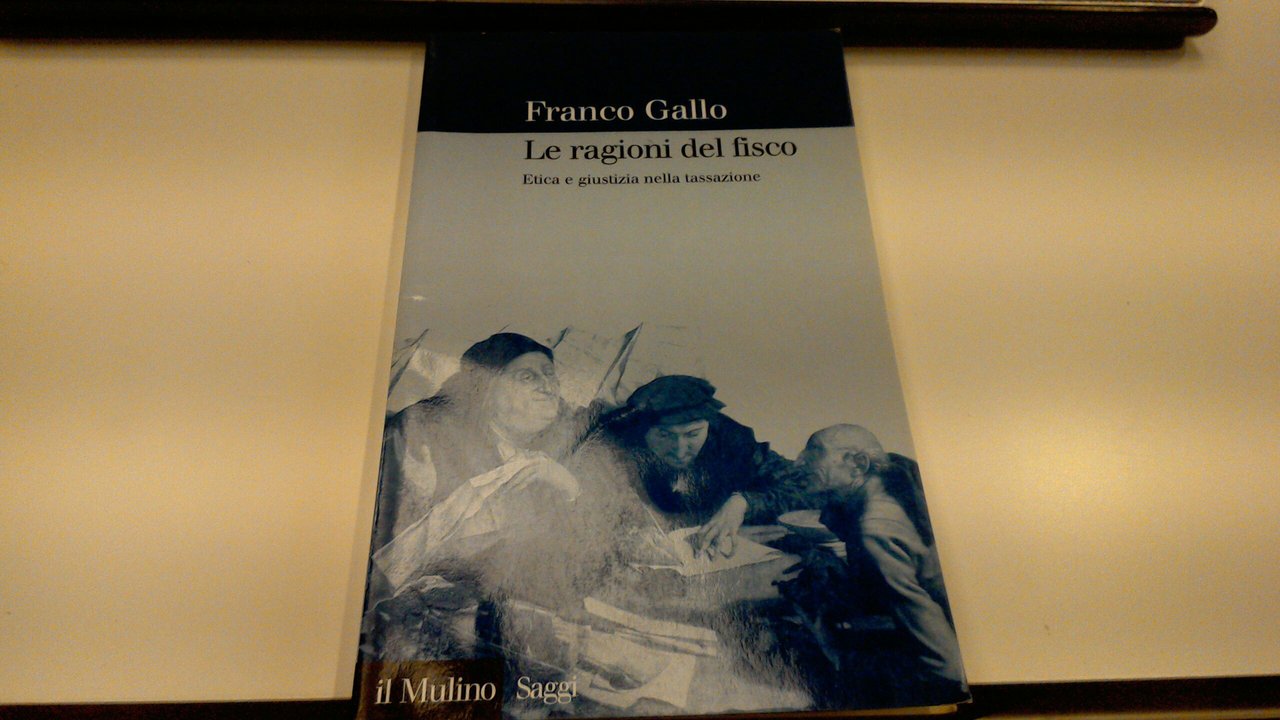 Franco Gallo
Le ragioni del fisco
Etica e giustizia nella tassazione
il Mulino Saggi